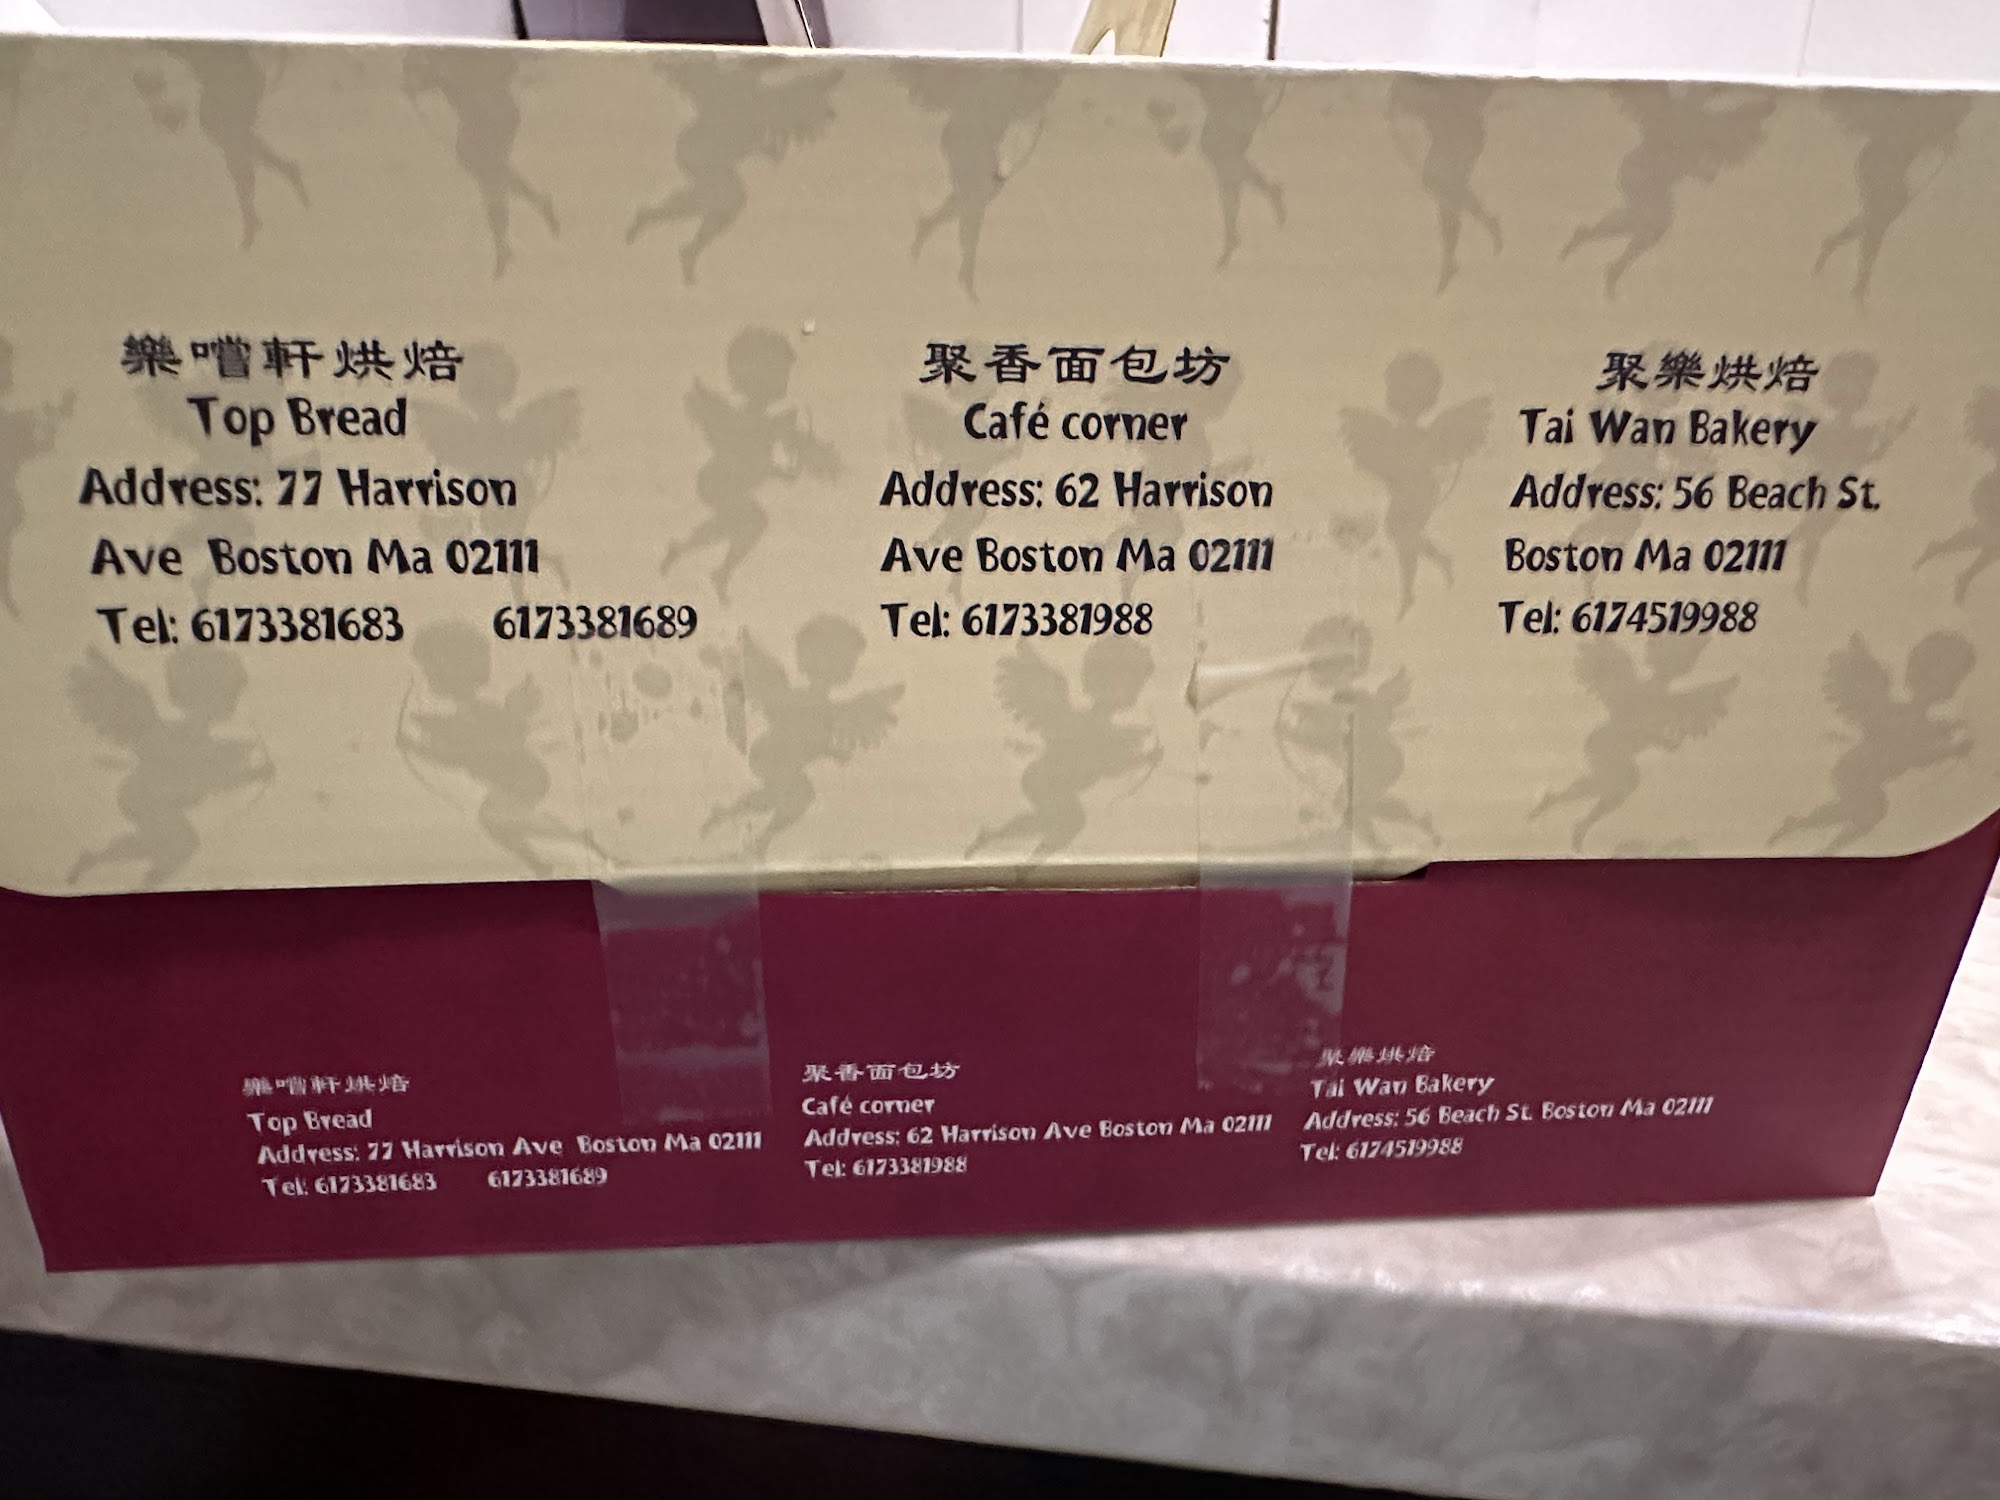 樂嚐軒烘焙
Top Bread
Address: 77 Harrison
Ave Boston Ma 02111
Tel: 6173381683 6173381689
聚香面包坊
Café corner
Address: 62 Harrison
Ave Boston Ma 02111
Tel: 6173381988
聚樂烘焙
Tai Wan Bakery
Address: 56 Beach St.
Boston Ma 02111
Tel: 6174519988
樂嚐軒烘焙
Top Bread
Address: 77 Harrison Ave Boston Ma 02111
Tel: 6173381683 6173381689
聚香面包坊
Café corner
Address: 62 Harrison Ave Boston Ma 02111
Tel: 6173381988
聚樂烘焙
Tai Wan Bakery
Address: 56 Beach St. Boston Ma 02111
Tel: 6174519988